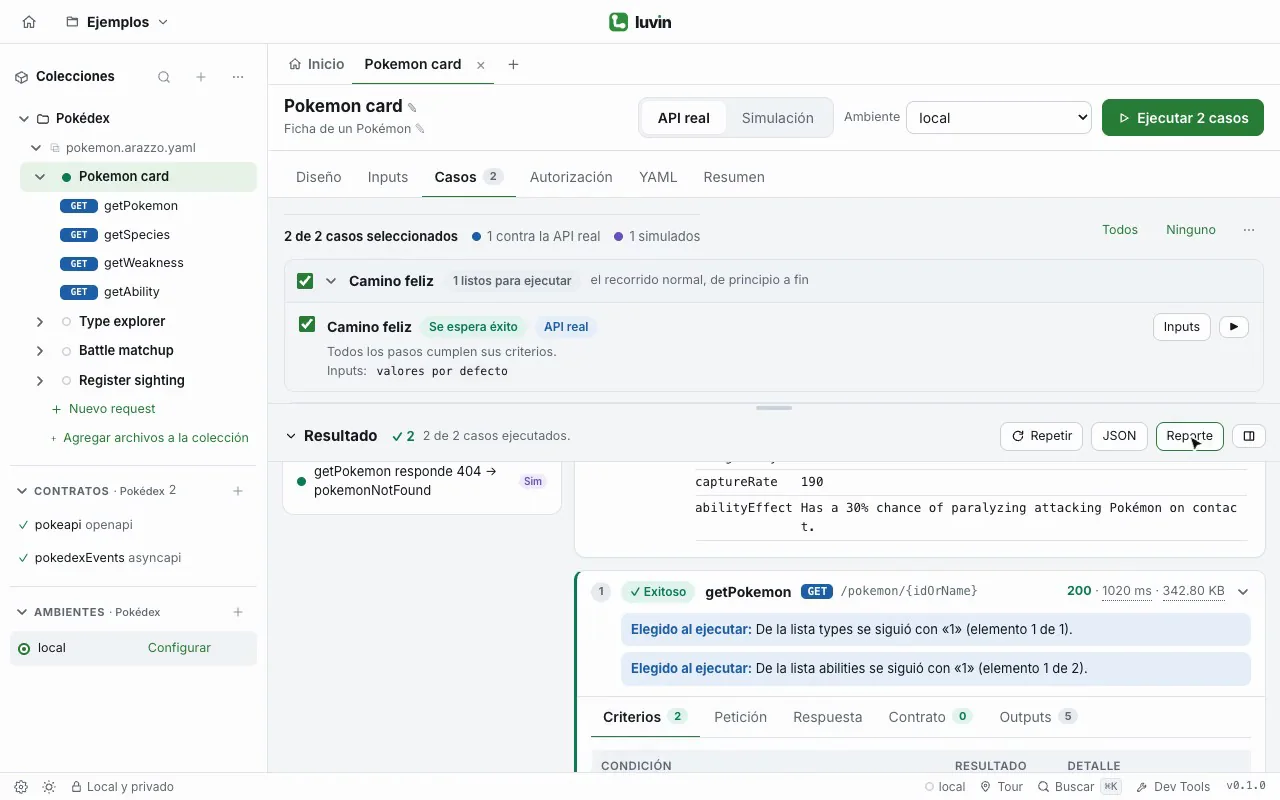 Ejemplos
luvin
Colecciones
Inicio
Pokemon card
Pokédex
pokemon.arazzo.yaml
Pokemon card
GET getPokemon
GET getSpecies
GET getWeakness
GET getAbility
Type explorer
Battle matchup
Register sighting
Nuevo request
Agregar archivos a la colección
CONTRATOS · Pokédex 2
pokeapi openapi
pokedexEvents asyncapi
AMBIENTES · Pokédex
local Configurar
Pokemon card
Ficha de un Pokémon
API real Simulación Ambiente local Ejecutar 2 casos
Diseño Inputs Casos 2 Autorización YAML Resumen
2 de 2 casos seleccionados 1 contra la API real 1 simulados Todos Ninguno
Camino feliz 1 listos para ejecutar el recorrido normal, de principio a fin
Camino feliz Se espera éxito API real Inputs
Todos los pasos cumplen sus criterios.
Inputs: valores por defecto
Resultado 2 2 de 2 casos ejecutados. Repetir JSON Reporte
getPokemon responde 404 →
pokemonNotFound
Sim
captureRate 190
abilityEffect Has a 30% chance of paralyzing attacking Pokémon on contac
t.
1 Exitoso getPokemon GET /pokemon/{idOrName} 200 · 1020 ms · 342.80 KB
Elegido al ejecutar: De la lista types se siguió con «1» (elemento 1 de 1).
Elegido al ejecutar: De la lista abilities se siguió con «1» (elemento 1 de 2).
Criterios 2 Petición Respuesta Contrato 0 Outputs 5
CONDICIÓN RESULTADO DETALLE
Local y privado local Tour Buscar ⌘K Dev Tools v0.1.0